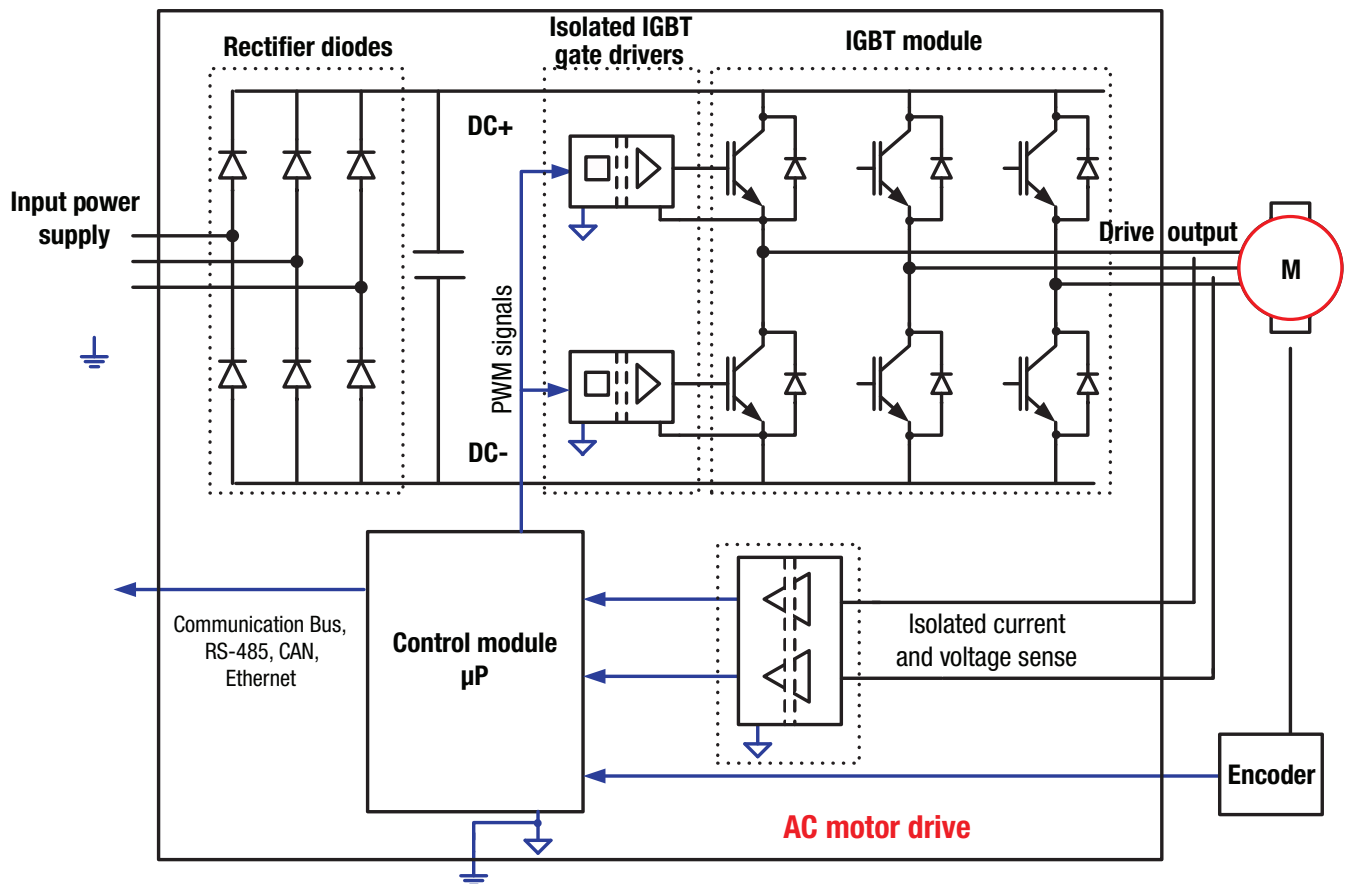 Rectifier diodes
Isolated IGBT
gate drivers
IGBT module
DC+
Input power
supply
Drive output
M
PWM signals
DC-
Communication Bus,
RS-485, CAN,
Ethernet
Control module
µP
Isolated current
and voltage sense
Encoder
AC motor drive